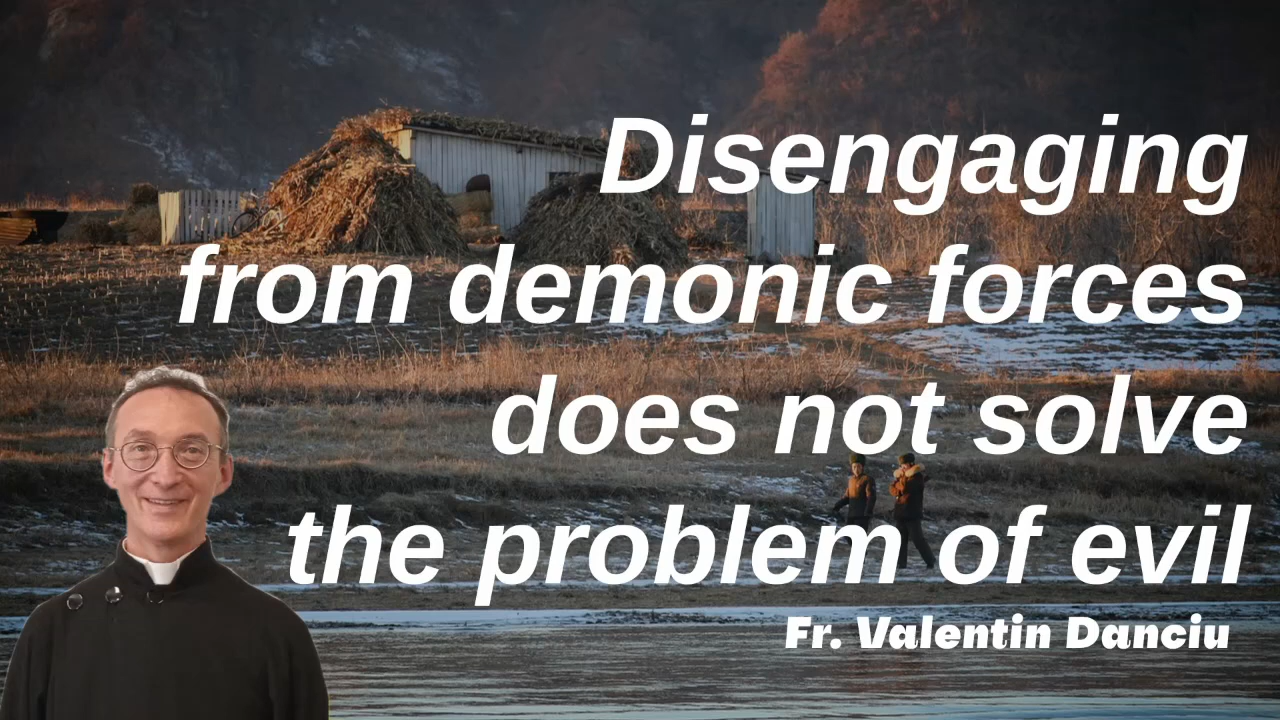 Disengaging
from demonic forces
does not solve
the problem of evil
Fr. Valentin Danciu